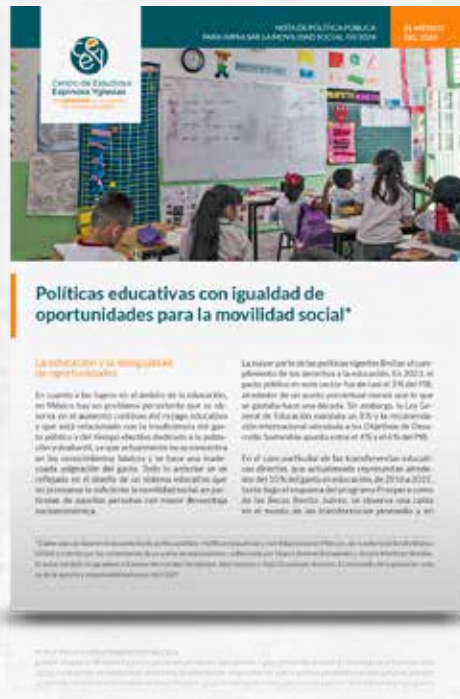 NOTA DE POLÍTICA PÚBLICA
PARA IMPULSAR LA MOVILIDAD SOCIAL 03/2024
EL MÉXICO
DEL 2024
Centro de Estudios
Espinosa Yglesias
Políticas educativas con igualdad de
oportunidades para la movilidad social*
La educación y la desigualdad
de oportunidades
En cuanto a los logros en el ámbito de la educación,
en México hay un problema persistente que se ob-
serva en el aumento continuo del rezago educativo
y que está relacionado con la insuficiencia del gas-
to público y del tiempo efectivo dedicado a la pobla-
ción estudiantil, ya que actualmente no se concentra
en los conocimientos básicos y se hace una inade-
cuada asignación del gasto. Todo lo anterior se ve
reflejado en el diseño de un sistema educativo que
no promueve lo suficiente la movilidad social en par-
ticular de aquellas personas con mayor desventaja
socioeconómica.
La mayor parte de las políticas vigentes limitan el cum-
plimiento de los derechos a la educación. En 2023, el
gasto público en este sector fue de casi el 3% del PIB,
alrededor de un punto porcentual menos que lo que
se gastaba hace una década. Sin embargo, la Ley Ge-
neral de Educación mandata un 8% y la recomenda-
ción internacional vinculada a los Objetivos de Desa-
rrollo Sostenible apunta entre el 4% y el 6% del PIB.
En el caso particular de las transferencias educati-
vas directas, que actualmente representan alrede-
dor del 10% del gasto en educación, de 2016 a 2022,
tanto bajo el esquema del programa Prospera como
de las Becas Benito Juárez, se observa una caída
en el monto de las transferencias promedio y en